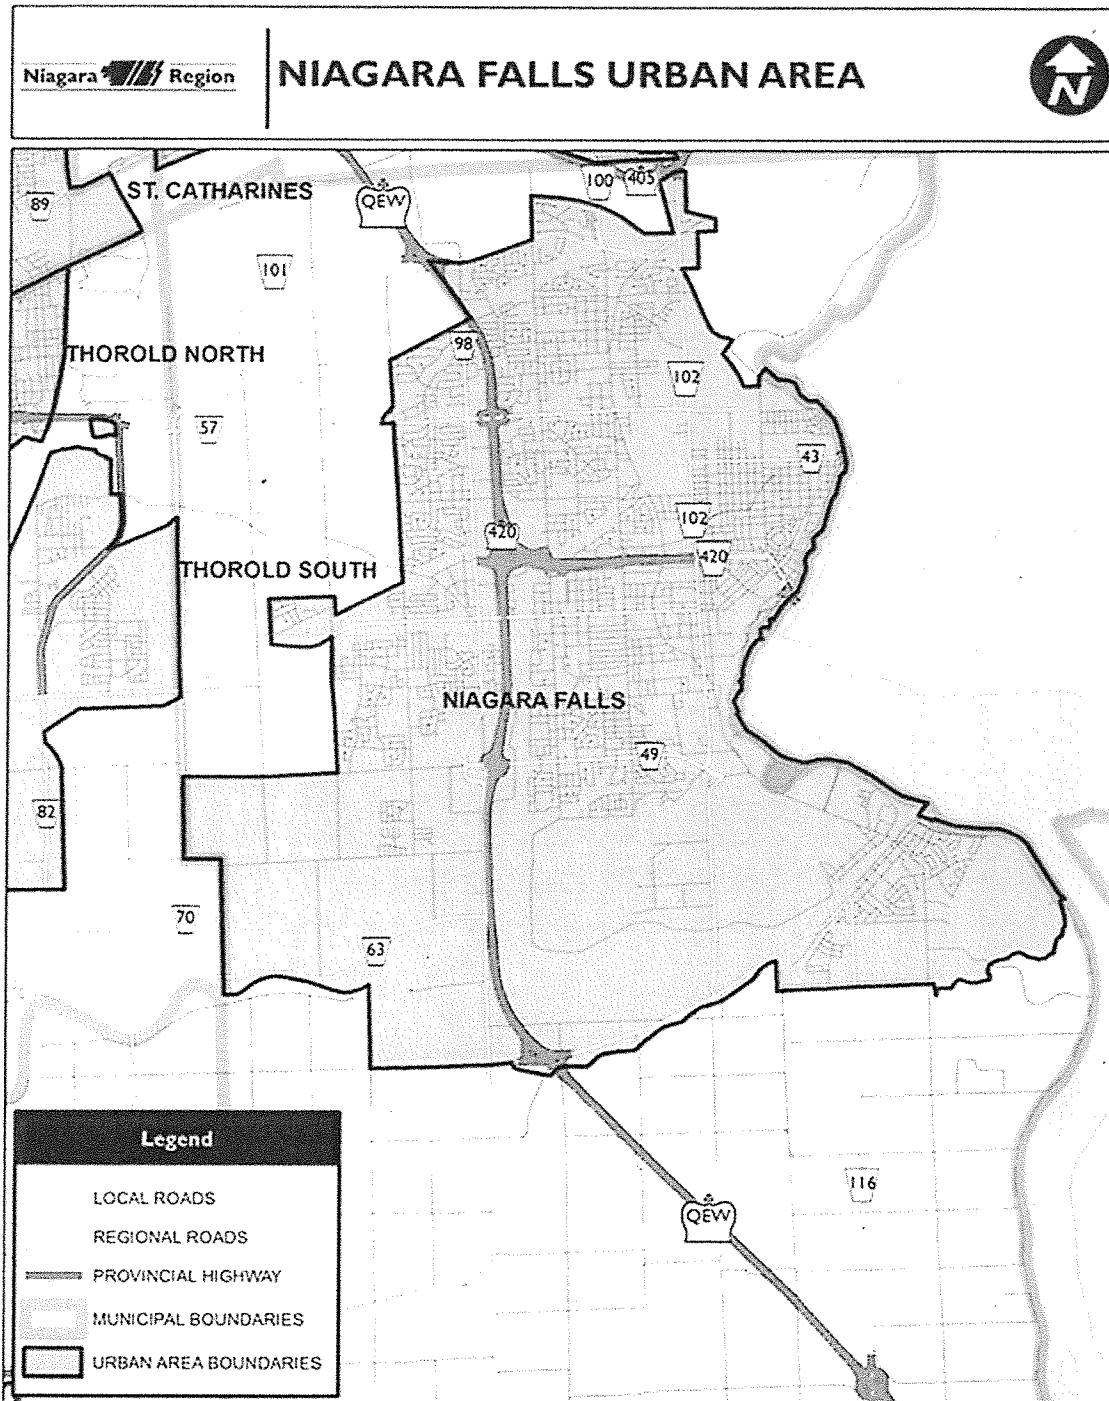 Niagara Region
NIAGARA FALLS URBAN AREA
N
ST. CATHARINES
QEW
100
405
89
101
THOROLD NORTH
98
102
57
43
102
420
420
THOROLD SOUTH
NIAGARA FALLS
49
82
70
63
116
QEW
Legend
LOCAL ROADS
REGIONAL ROADS
PROVINCIAL HIGHWAY
MUNICIPAL BOUNDARIES
URBAN AREA BOUNDARIES